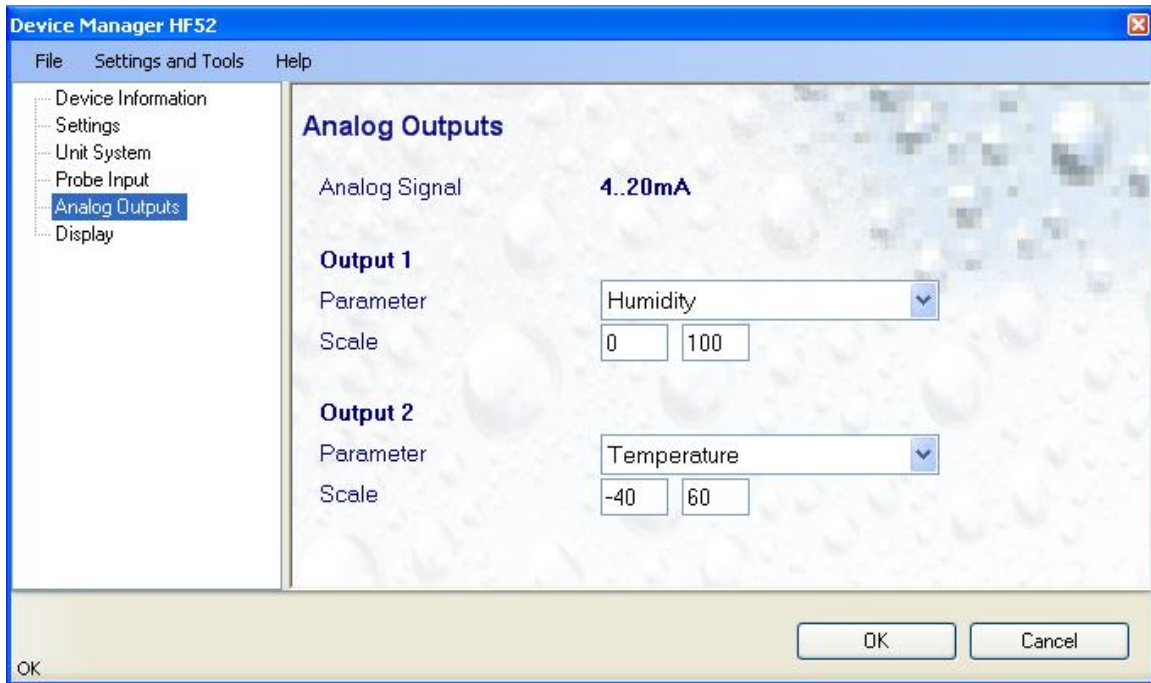 Device Manager HF52
File Settings and Tools Help
Device Information
Settings
Unit System
Probe Input
Analog Outputs
Display
Analog Outputs
Analog Signal 4..20mA
Output 1
Parameter Humidity
Scale 0 100
Output 2
Parameter Temperature
Scale -40 60
OK Cancel
OK